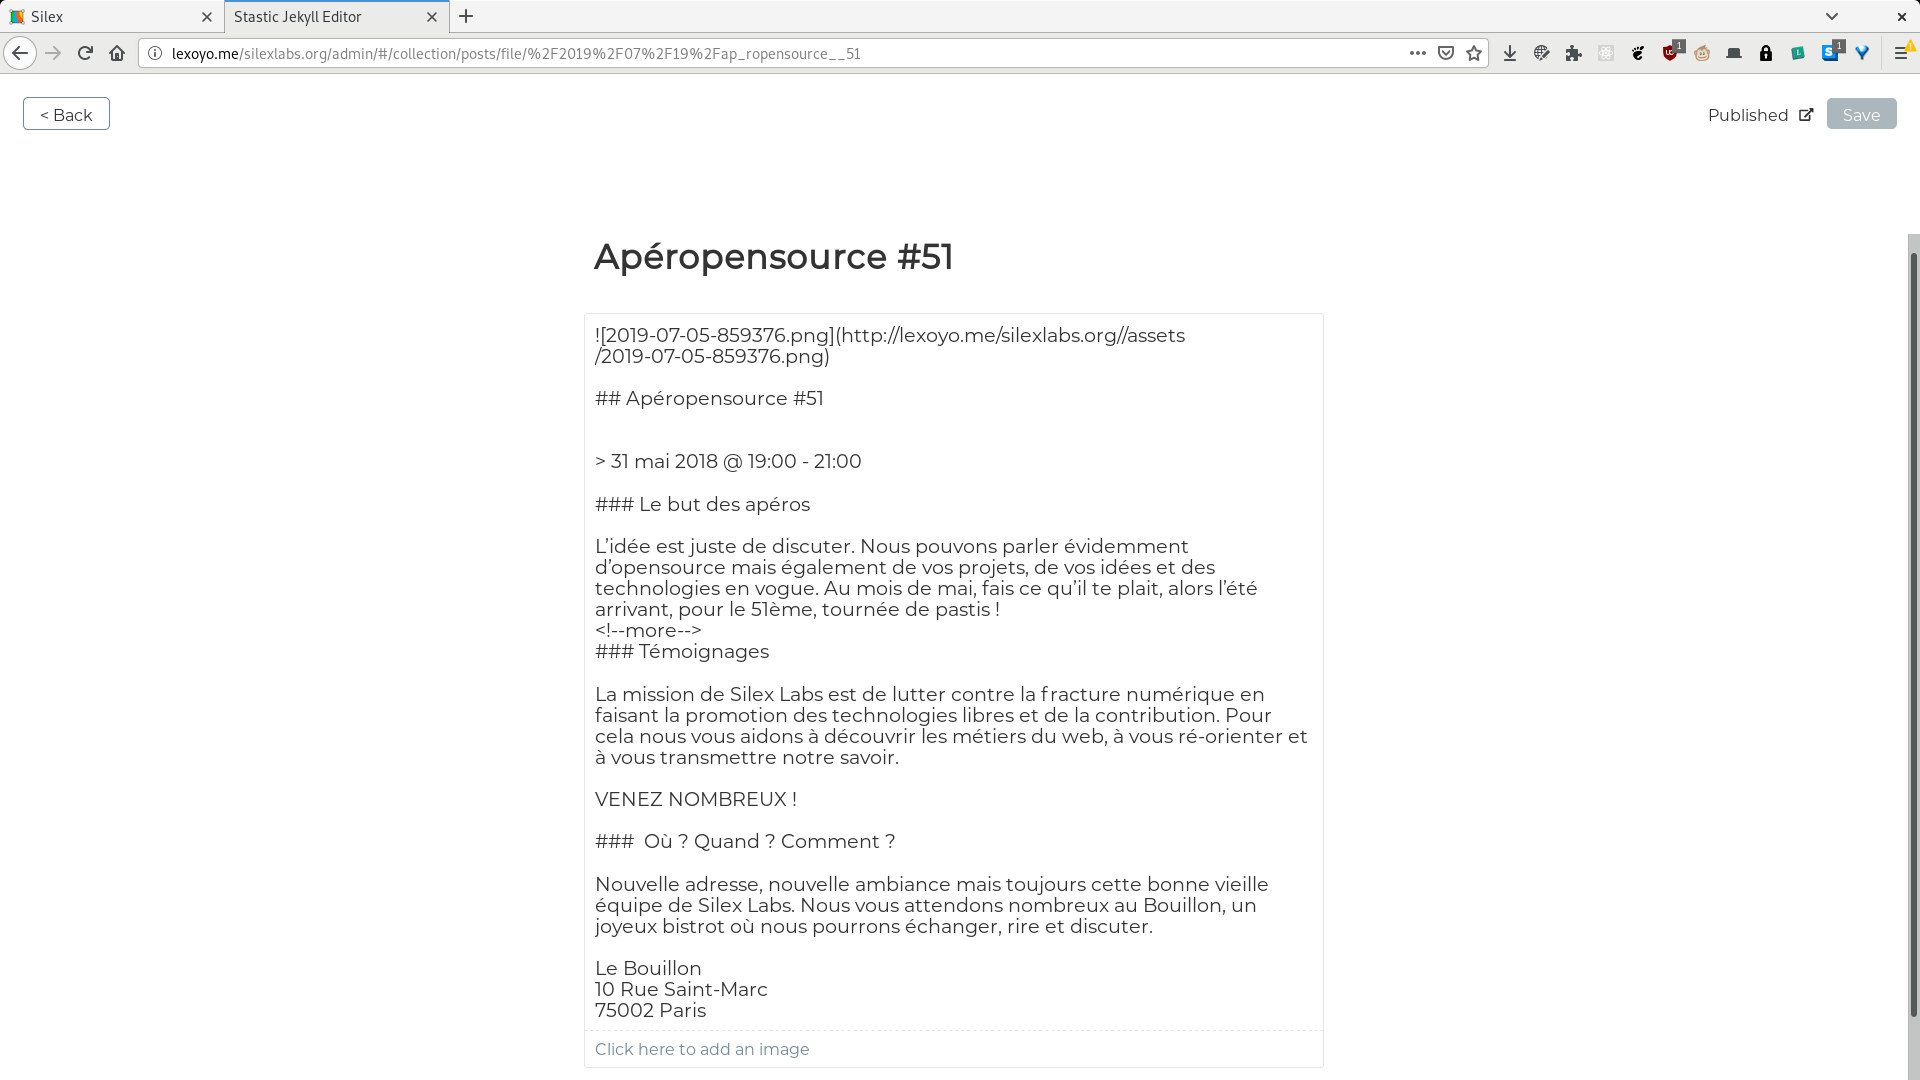 Silex
Stastic Jekyll Editor
lexoyo.me/silexlabs.org/admin/#/collection/posts/file/%2F2019%2F07%2F19%2Fap_ropensource__51
1
1
< Back
Published
Save
Apéropensource #51
![2019-07-05-859376.png](http://lexoyo.me/silexlabs.org//assets
/2019-07-05-859376.png)
## Apéropensource #51
> 31 mai 2018 @ 19:00 - 21:00
### Le but des apéros
L’idée est juste de discuter. Nous pouvons parler évidemment
d’opensource mais également de vos projets, de vos idées et des
technologies en vogue. Au mois de mai, fais ce qu’il te plait, alors l’été
arrivant, pour le 51ème, tournée de pastis !
<!--more-->
### Témoignages
La mission de Silex Labs est de lutter contre la fracture numérique en
faisant la promotion des technologies libres et de la contribution. Pour
cela nous vous aidons à découvrir les métiers du web, à vous ré-orienter et
à vous transmettre notre savoir.
VENEZ NOMBREUX !
###  Où ? Quand ? Comment ?
Nouvelle adresse, nouvelle ambiance mais toujours cette bonne vieille
équipe de Silex Labs. Nous vous attendons nombreux au Bouillon, un
joyeux bistrot où nous pourrons échanger, rire et discuter.
Le Bouillon
10 Rue Saint-Marc
75002 Paris
Click here to add an image